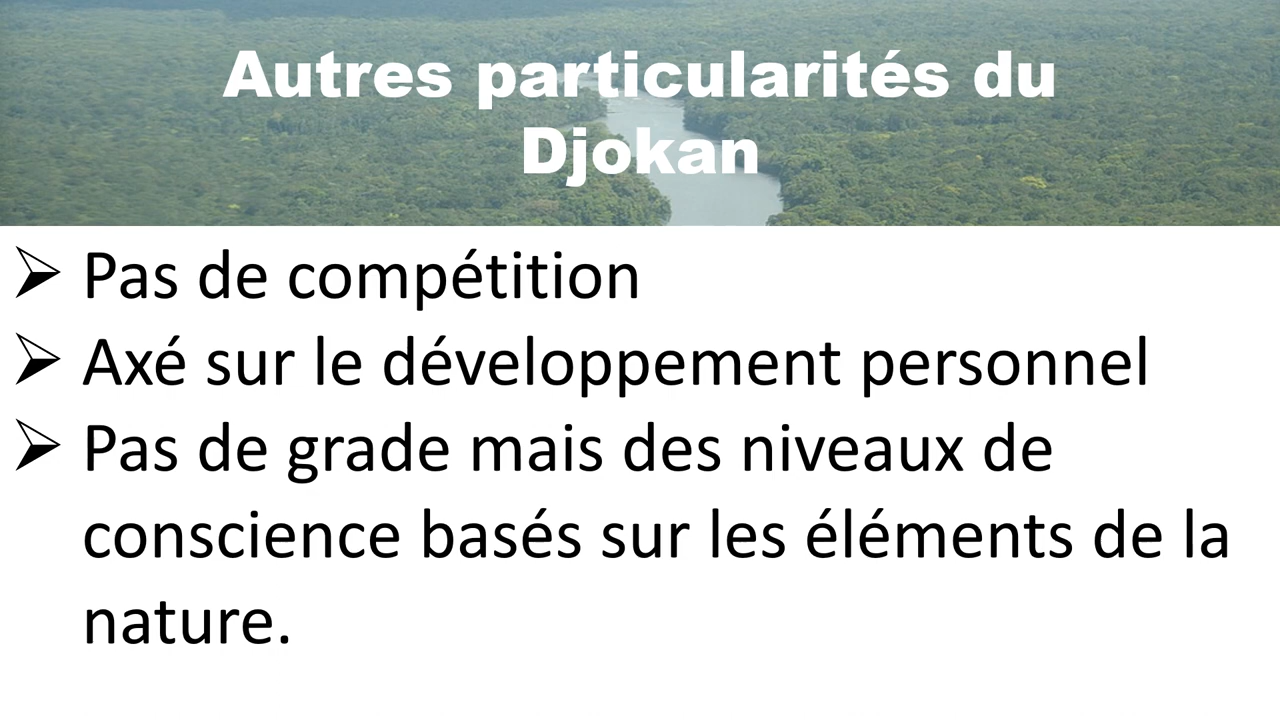 Autres particularités du
Djokan
➢ Pas de compétition
➢ Axé sur le développement personnel
➢ Pas de grade mais des niveaux de
conscience basés sur les éléments de la
nature.